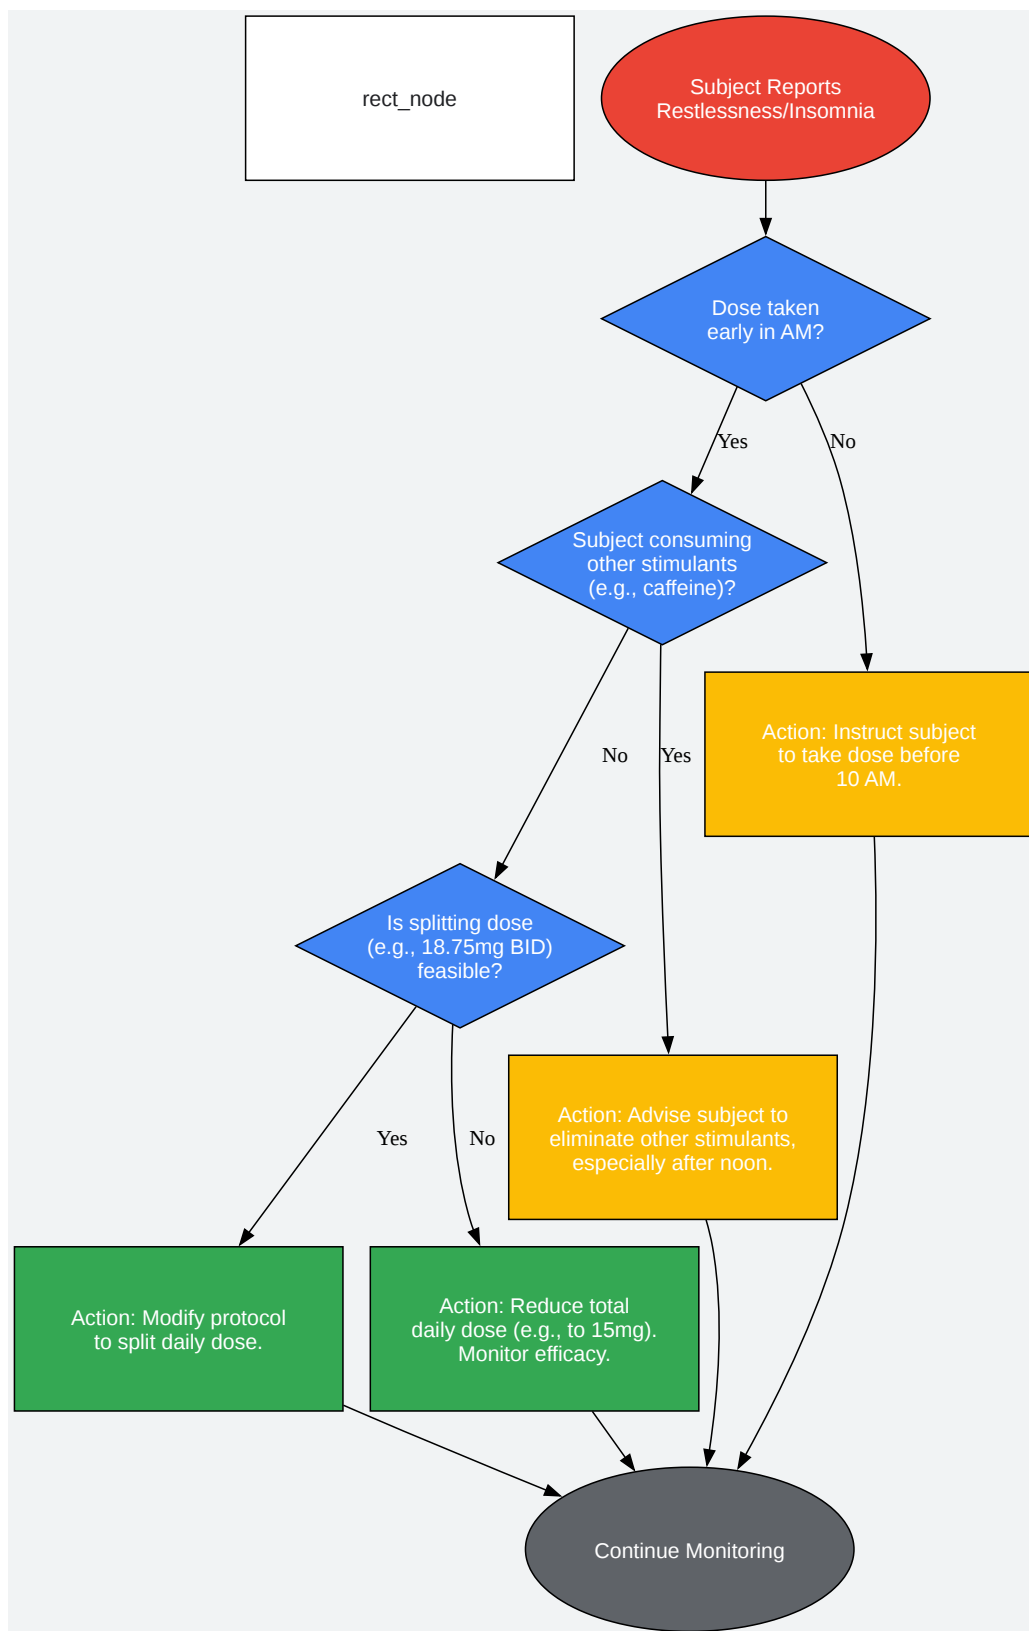 rect_node
Subject Reports
Restlessness/Insomnia
Dose taken
early in AM?
Yes
No
Subject consuming
other stimulants
(e.g., caffeine)?
Action: Instruct subject
to take dose before
10 AM.
No
Yes
Is splitting dose
(e.g., 18.75mg BID)
feasible?
Action: Advise subject to
eliminate other stimulants,
especially after noon.
Yes
No
Action: Modify protocol
to split daily dose.
Action: Reduce total
daily dose (e.g., to 15mg).
Monitor efficacy.
Continue Monitoring